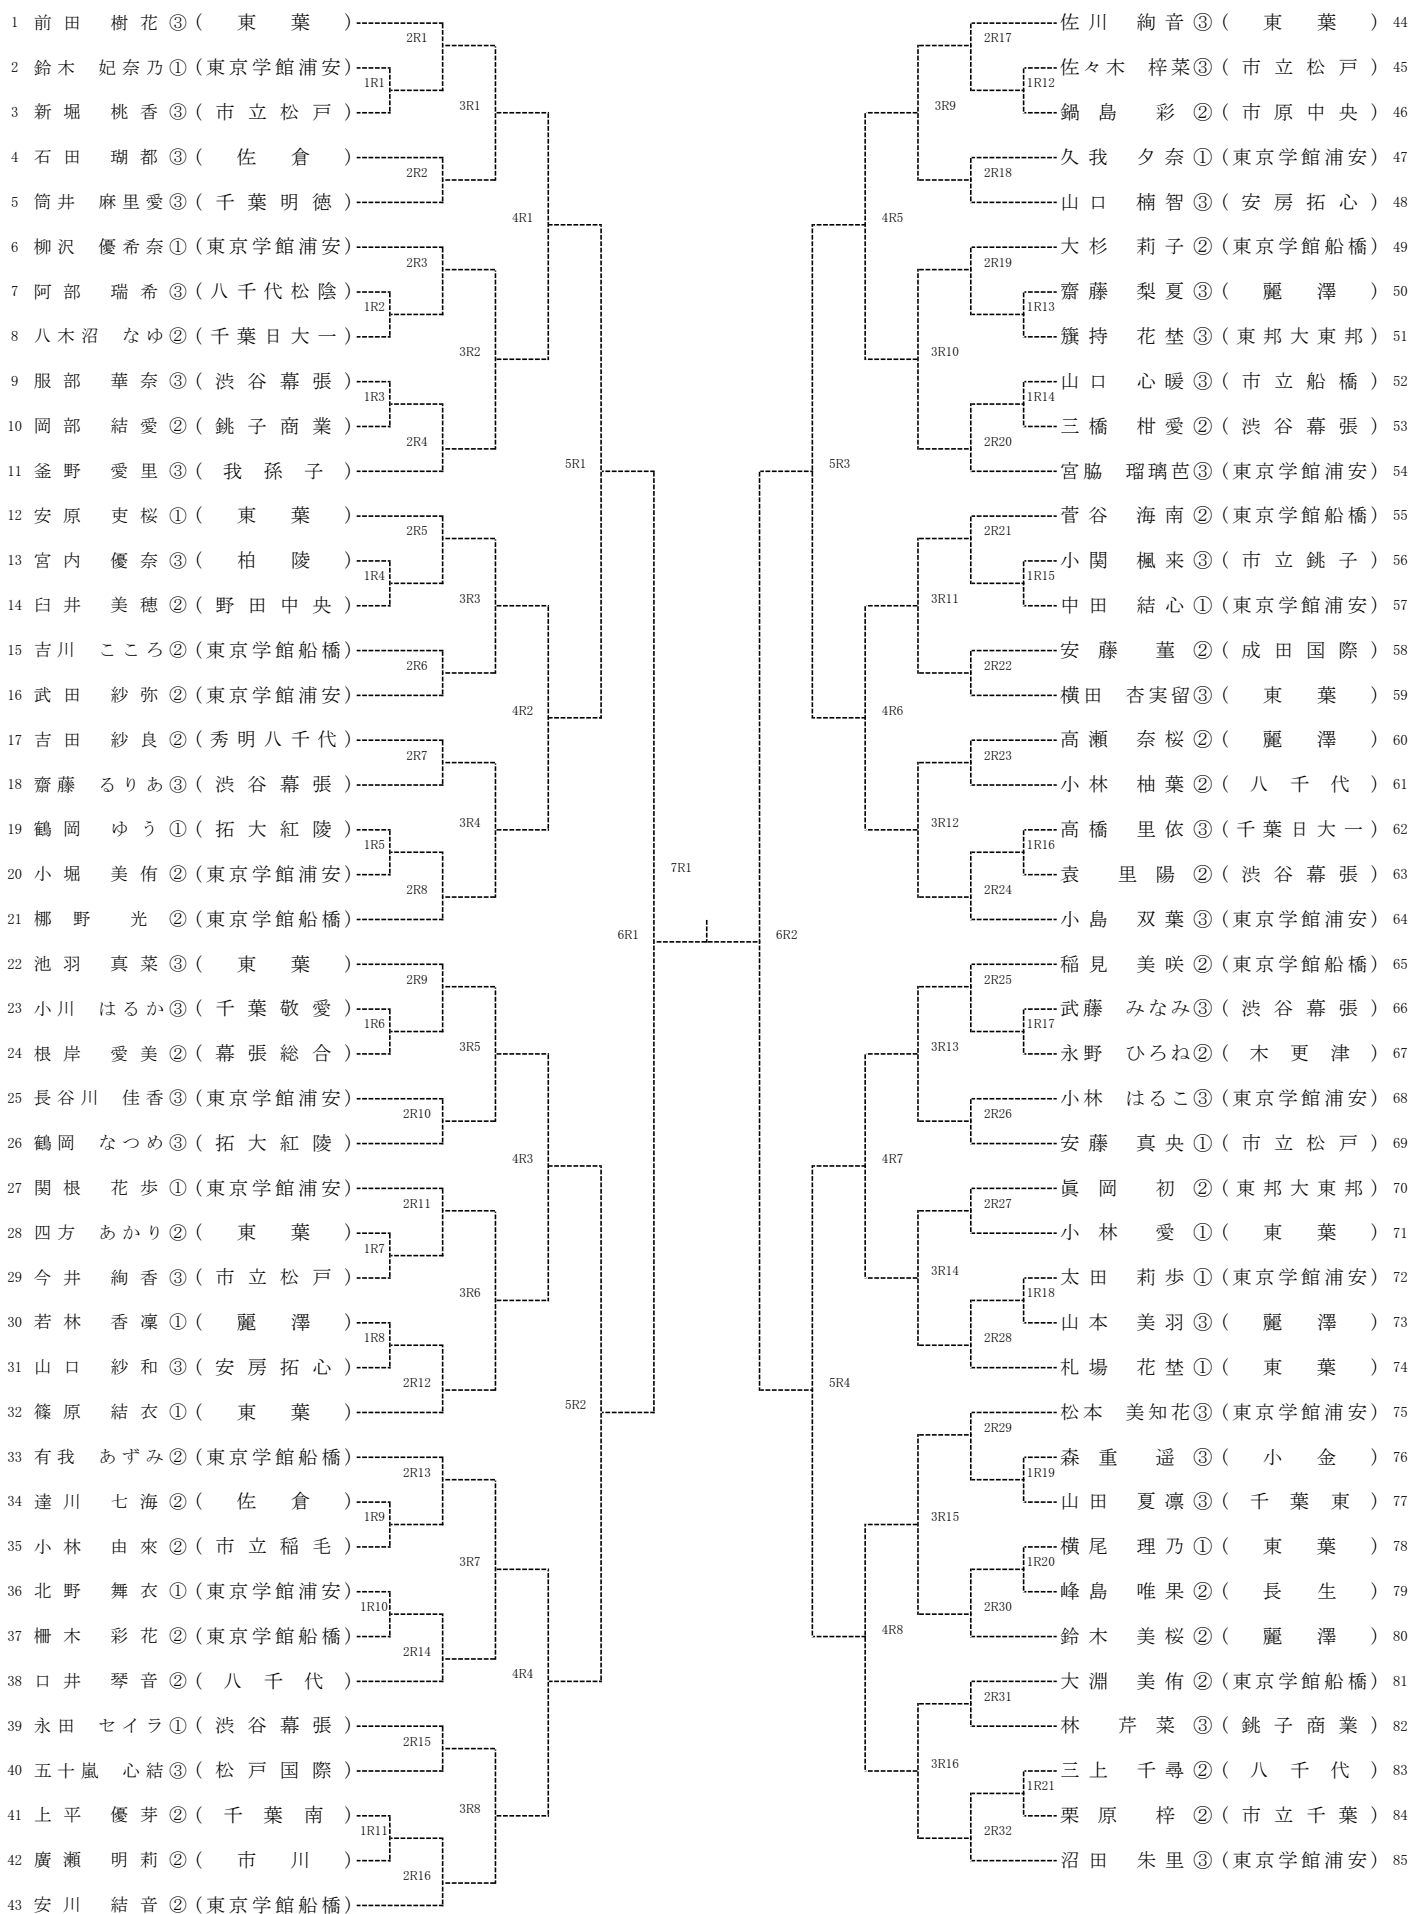 1 前田 樹花③(東葉)
2R1
2 鈴木 妃奈乃①(東京学館浦安)
1R1
3 新堀 桃香③(市立松戸)
3R1
4 石田 瑚都③(佐倉)
2R2
5 筒井 麻里愛③(千葉明徳)
4R1
6 柳沢 優希奈①(東京学館浦安)
2R3
7 阿部 瑞希③(八千代松陰)
1R2
8 八木沼 なゆ②(千葉日大一)
3R2
9 服部 華奈③(渋谷幕張)
1R3
10 岡部 結愛②(銚子商業)
2R4
11 釜野 愛里③(我孫子)
5R1
12 安原 吏桜①(東葉)
2R5
13 宮内 優奈③(柏陵)
1R4
14 臼井 美穂②(野田中央)
3R3
15 吉川 こころ②(東京学館船橋)
2R6
16 武田 紗弥②(東京学館浦安)
4R2
17 吉田 紗良②(秀明八千代)
2R7
18 齋藤 るりあ③(渋谷幕張)
19 鶴岡 ゆう①(拓大紅陵)
3R4
1R5
20 小堀 美侑②(東京学館浦安)
2R8
21 梛野 光②(東京学館船橋)
6R1
22 池羽 真菜③(東葉)
2R9
23 小川 はるか③(千葉敬愛)
1R6
24 根岸 愛美②(幕張総合)
3R5
25 長谷川 佳香③(東京学館浦安)
2R10
26 鶴岡 なつめ③(拓大紅陵)
4R3
27 関根 花歩①(東京学館浦安)
2R11
28 四方 あかり②(東葉)
1R7
29 今井 絢香③(市立松戸)
3R6
30 若林 香凜①(麗澤)
1R8
31 山口 紗和③(安房拓心)
2R12
32 篠原 結衣①(東葉)
5R2
33 有我 あずみ②(東京学館船橋)
2R13
34 達川 七海②(佐倉)
1R9
35 小林 由來②(市立稲毛)
3R7
36 北野 舞衣①(東京学館浦安)
1R10
37 柵木 彩花②(東京学館船橋)
2R14
38 口井 琴音②(八千代)
4R4
39 永田 セイラ①(渋谷幕張)
2R15
40 五十嵐 心結③(松戸国際)
3R8
41 上平 優芽②(千葉南)
1R11
42 廣瀬 明莉②(市川)
2R16
43 安川 結音②(東京学館船橋)
7R1
佐川 絢音③(東葉) 44
2R17
佐々木 梓菜③(市立松戸) 45
1R12
鍋島 彩②(市原中央) 46
3R9
久我 夕奈①(東京学館浦安) 47
2R18
山口 楠智③(安房拓心) 48
4R5
大杉 莉子②(東京学館船橋) 49
2R19
齋藤 梨夏③(麗澤) 50
1R13
籏持 花埜③(東邦大東邦) 51
3R10
山口 心暖③(市立船橋) 52
1R14
三橋 柑愛②(渋谷幕張) 53
2R20
宮脇 瑠璃芭③(東京学館浦安) 54
5R3
菅谷 海南②(東京学館船橋) 55
2R21
小関 楓来③(市立銚子) 56
1R15
中田 結心①(東京学館浦安) 57
3R11
安藤 菫②(成田国際) 58
2R22
横田 杏実留③(東葉) 59
4R6
高瀬 奈桜②(麗澤) 60
2R23
小林 柚葉②(八千代) 61
3R12
高橋 里依③(千葉日大一) 62
1R16
袁 里陽②(渋谷幕張) 63
2R24
小島 双葉③(東京学館浦安) 64
6R2
稲見 美咲②(東京学館船橋) 65
2R25
武藤 みなみ③(渋谷幕張) 66
1R17
永野 ひろね②(木更津) 67
3R13
小林 はるこ③(東京学館浦安) 68
2R26
安藤 真央①(市立松戸) 69
4R7
眞岡 初②(東邦大東邦) 70
2R27
小林 愛①(東葉) 71
3R14
太田 莉歩①(東京学館浦安) 72
1R18
山本 美羽③(麗澤) 73
2R28
札場 花埜①(東葉) 74
5R4
松本 美知花③(東京学館浦安) 75
2R29
森重 遥③(小金) 76
1R19
山田 夏凛③(千葉東) 77
3R15
横尾 理乃①(東葉) 78
1R20
峰島 唯果②(長生) 79
2R30
鈴木 美桜②(麗澤) 80
4R8
大淵 美侑②(東京学館船橋) 81
2R31
林 芹菜③(銚子商業) 82
3R16
三上 千尋②(八千代) 83
1R21
栗原 梓②(市立千葉) 84
2R32
沼田 朱里③(東京学館浦安) 85